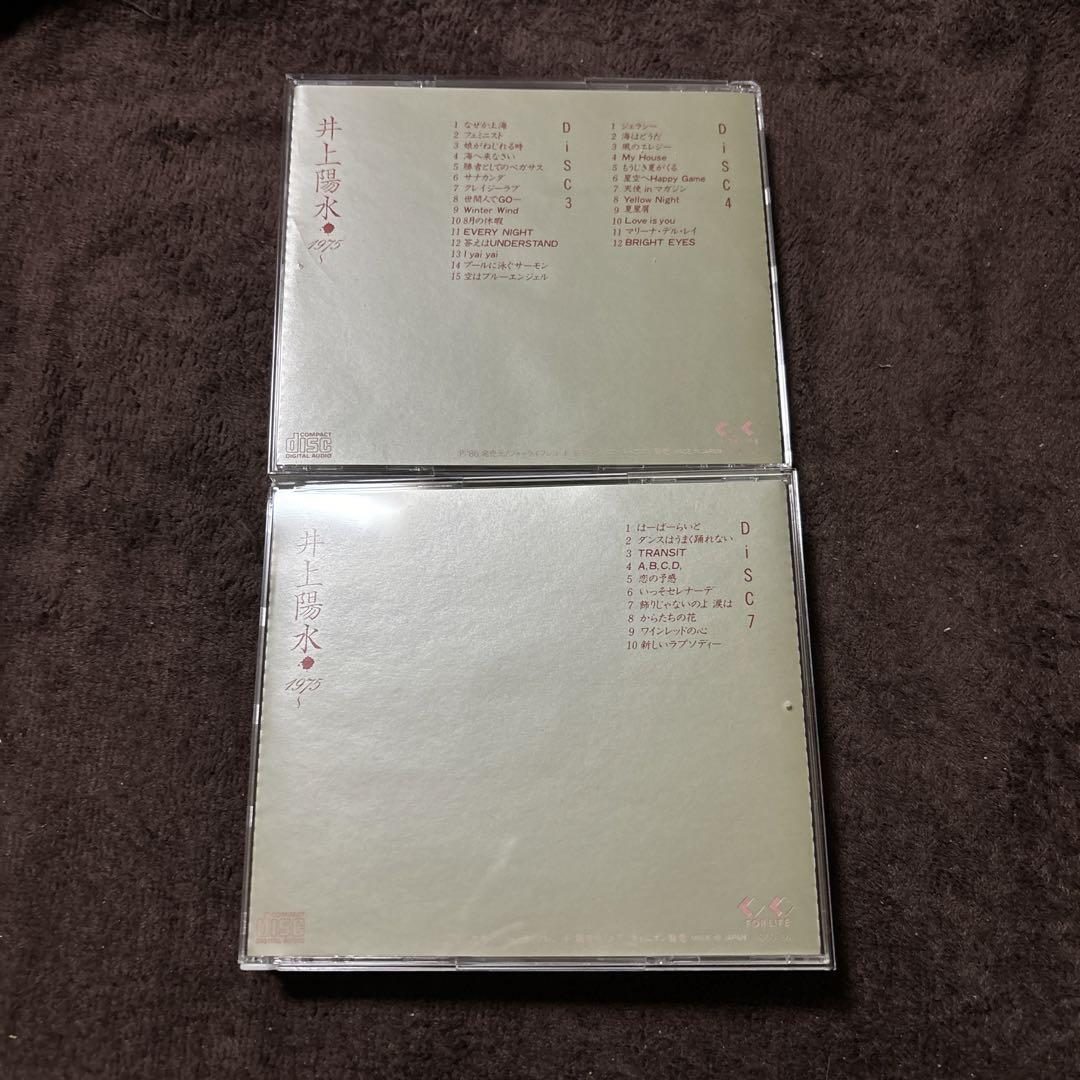 井上陽水
1975〜
1 なぜか上海
2 フェミニスト
3 娘がねじれる時
4 海へ来なさい
5 勝者としてのペガサス
6 サナカンダ
7 クレイジーラブ
8 世間人でGO—
9 Winter Wind
10 8月の休暇
11 EVERY NIGHT
12 答えはUNDERSTAND
13 I yai yai
14 プールに泳ぐサーモン
15 空はブルーエンジェル
DiSC3
1 ジェラシー
2 海はどうだ
3 風のエレジー
4 My House
5 もうじき夏がくる
6 星空へHappy Game
7 天使 in マガジン
8 Yellow Night
9 夏星屑
10 Love is you
11 マリーナ・デル・レイ
12 BRIGHT EYES
DiSC4
COMPACT
disc
DIGITAL AUDIO
井上陽水
1975〜
1 はーばーらいと
2 ダンスはうまく踊れない
3 TRANSIT
4 A,B,C,D,
5 恋の予感
6 いっそセレナーデ
7 飾りじゃないのよ 涙は
8 からたちの花
9 ワインレッドの心
10 新しいラプソディー
DiSC7
COMPACT
disc
DIGITAL AUDIO
FOR LIFE
MADE IN JAPAN